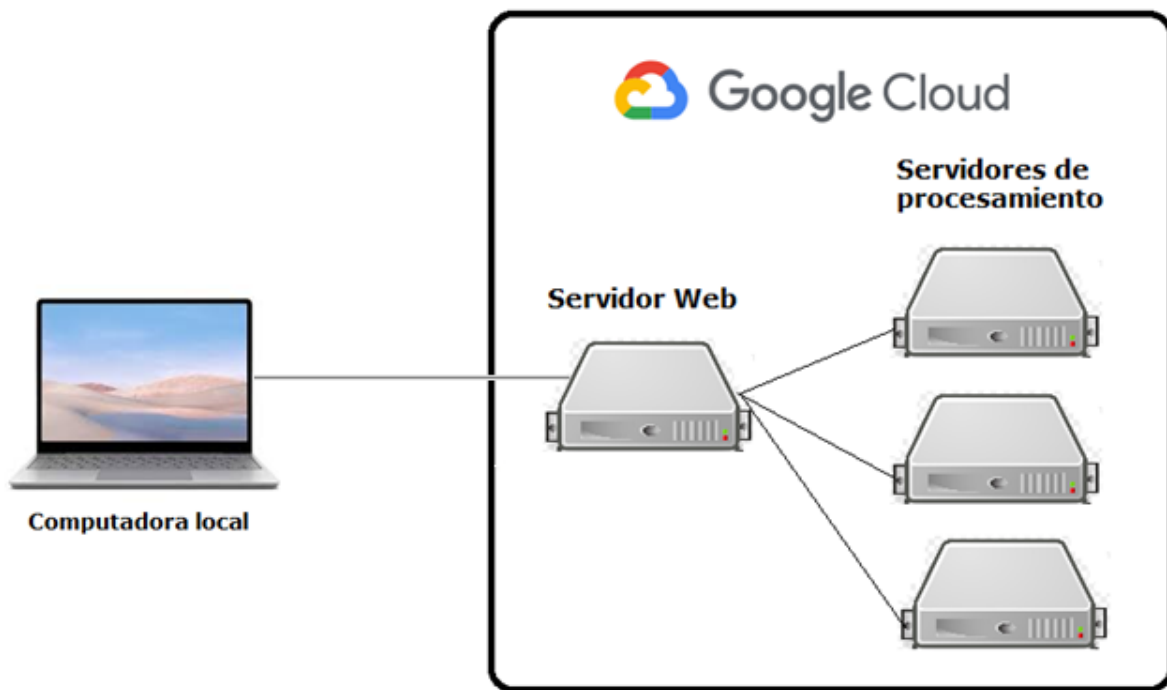 Google Cloud
Servidores de
procesamiento
Servidor Web
Computadora local